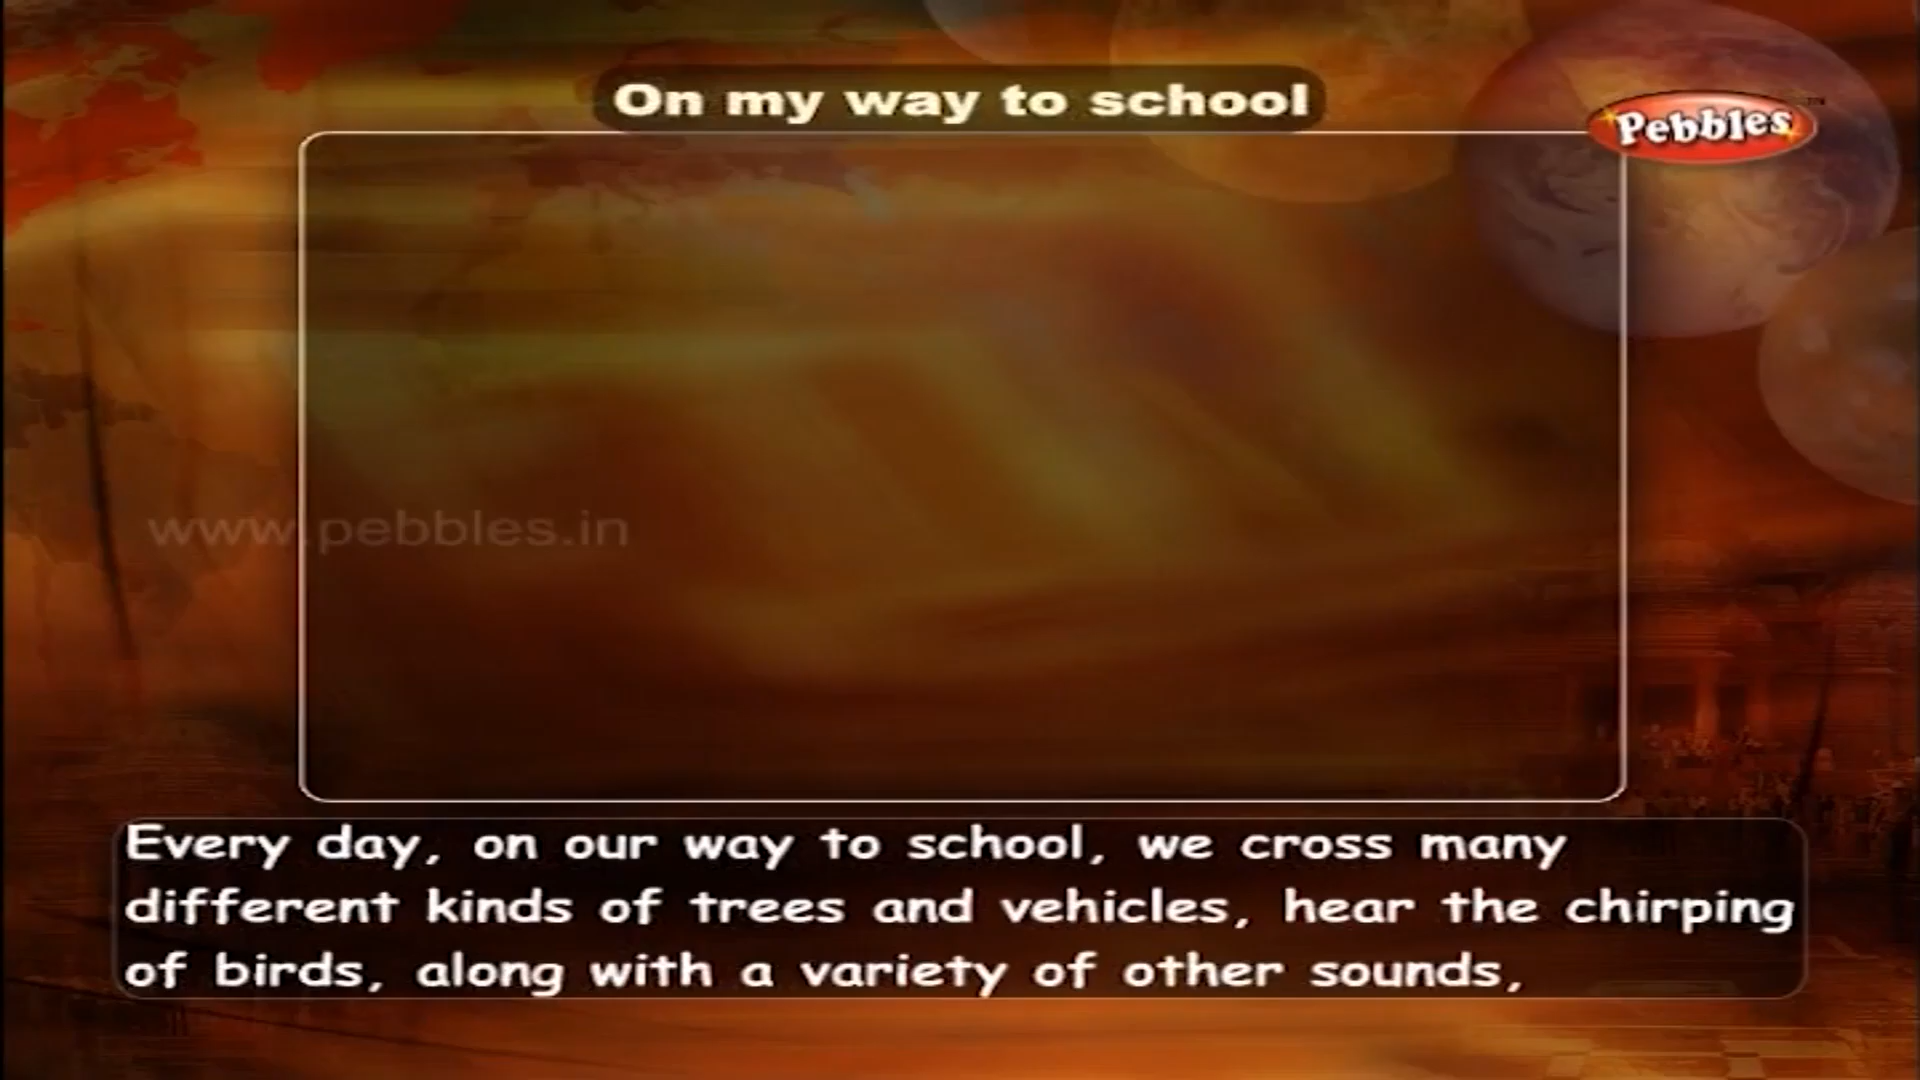 On my way to school
Pebbles
www.pebbles.in
Every day, on our way to school, we cross many
different kinds of trees and vehicles, hear the chirping
of birds, along with a variety of other sounds,